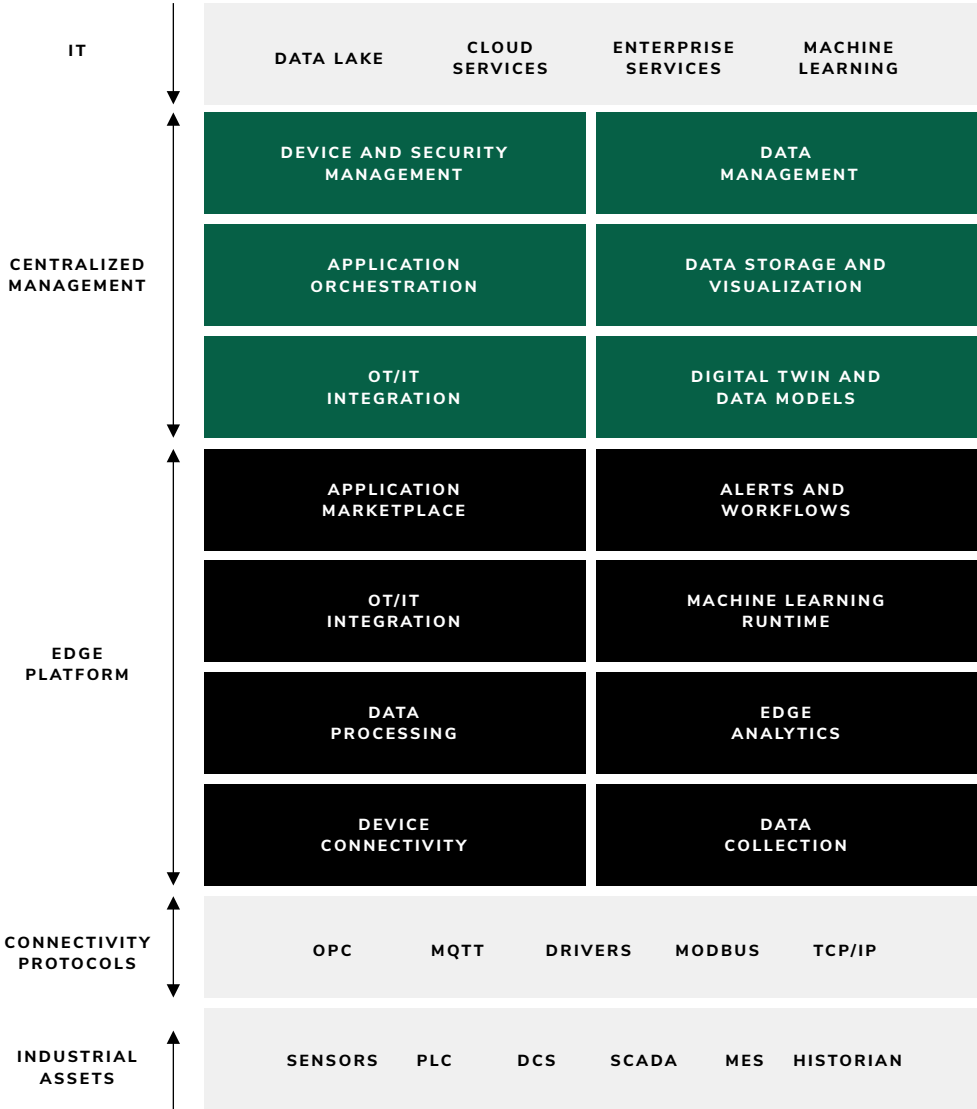 IT
DATA LAKE
CLOUD
SERVICES
ENTERPRISE
SERVICES
MACHINE
LEARNING
CENTRALIZED
MANAGEMENT
DEVICE AND SECURITY
MANAGEMENT
DATA
MANAGEMENT
APPLICATION
ORCHESTRATION
DATA STORAGE AND
VISUALIZATION
OT/IT
INTEGRATION
DIGITAL TWIN AND
DATA MODELS
EDGE
PLATFORM
APPLICATION
MARKETPLACE
ALERTS AND
WORKFLOWS
OT/IT
INTEGRATION
MACHINE LEARNING
RUNTIME
DATA
PROCESSING
EDGE
ANALYTICS
DEVICE
CONNECTIVITY
DATA
COLLECTION
CONNECTIVITY
PROTOCOLS
OPC MQTT DRIVERS MODBUS TCP/IP
INDUSTRIAL
ASSETS
SENSORS PLC DCS SCADA MES HISTORIAN